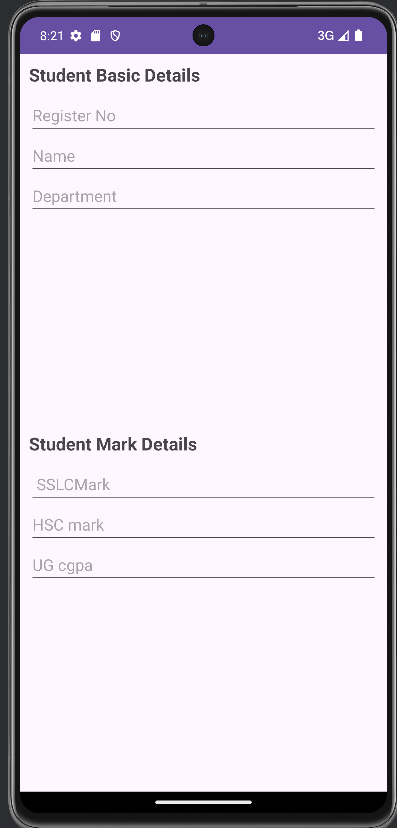 8:21 3G
Student Basic Details
Register No
Name
Department
Student Mark Details
SSLCMark
HSC mark
UG cgpa